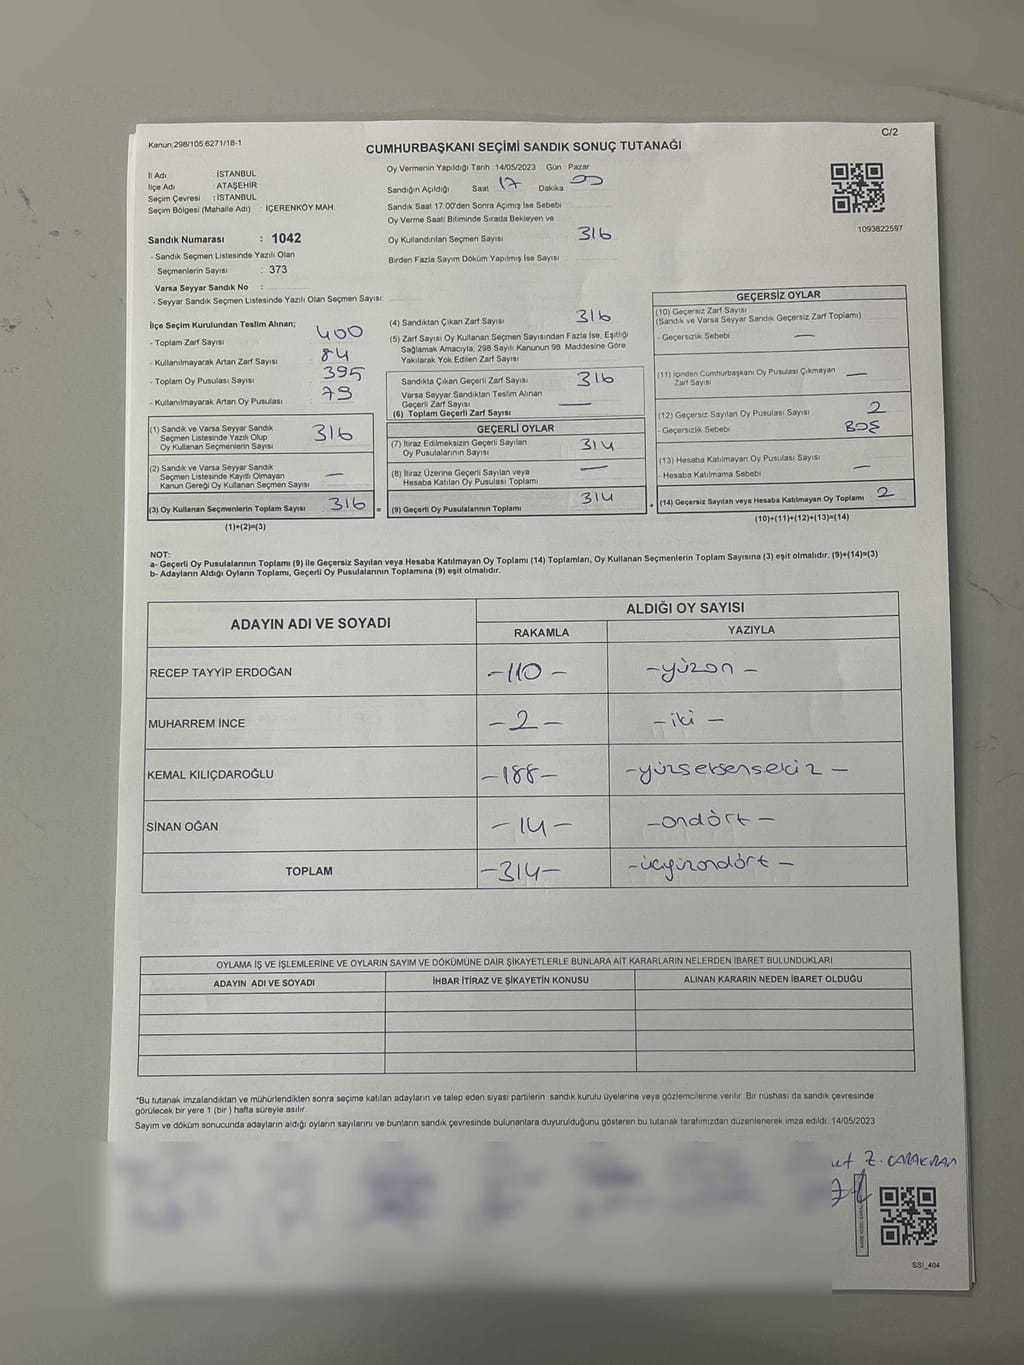 C/2
Kanun:298/105,6271/18-1
CUMHURBAŞKANI SEÇİMİ SANDIK SONUÇ TUTANAĞI
İl Adı : İSTANBUL
İlçe Adı : ATAŞEHİR
Seçim Çevresi : İSTANBUL
Seçim Bölgesi (Mahalle Adı) İÇERENKÖY MAH.
Oy Vermenin Yapıldığı Tarih 14/05/2023 Gün Pazar
Sandığın Açıldığı Saat 17 Dakika 00
Sandık Saat 17.00'den Sonra Açımış İse Sebebi
Oy Verme Saati Bitiminde Sırada Bekleyen ve
Oy Kullandırılan Seçmen Sayısı 316
Birden Fazla Sayım Döküm Yapılmış İse Sayısı
1093822597
Sandık Numarası : 1042
- Sandık Seçmen Listesinde Yazılı Olan
Seçmenlerin Sayısı : 373
Varsa Seyyar Sandık No :
- Seyyar Sandık Seçmen Listesinde Yazılı Olan Seçmen Sayısı:
İlçe Seçim Kurulundan Teslim Alınan;
- Toplam Zarf Sayısı 400
- Kullanılmayarak Artan Zarf Sayısı 84
- Toplam Oy Pusulası Sayısı 395
- Kullanılmayarak Artan Oy Pusulası 79
(1) Sandık ve Varsa Seyyar Sandık
Seçmen Listesinde Yazılı Olup
Oy Kullanan Seçmenlerin Sayısı 316
(2) Sandık ve Varsa Seyyar Sandık
Seçmen Listesinde Kayıtlı Olmayan
Kanun Gereği Oy Kullanan Seçmen Sayısı —
(3) Oy Kullanan Seçmenlerin Toplam Sayısı 316 =
(1)+(2)=(3)
(4) Sandıktan Çıkan Zarf Sayısı 316
(5) Zarf Sayısı Oy Kullanan Seçmen Sayısından Fazla İse, Eşitliği
Sağlamak Amacıyla, 298 Sayılı Kanunun 98. Maddesine Göre
Yakılarak Yok Edilen Zarf Sayısı
Sandıkta Çıkan Geçerli Zarf Sayısı 316
Varsa Seyyar Sandıktan Teslim Alınan
Geçerli Zarf Sayısı —
(6) Toplam Geçerli Zarf Sayısı
GEÇERLİ OYLAR
(7) İtiraz Edilmeksizin Geçerli Sayılan
Oy Pusulalarının Sayısı 314
(8) İtiraz Üzerine Geçerli Sayılan veya
Hesaba Katılan Oy Pusulası Toplamı —
(9) Geçerli Oy Pusulalarının Toplamı 314 +
GEÇERSİZ OYLAR
(10) Geçersiz Zarf Sayısı
(Sandık ve Varsa Seyyar Sandık Geçersiz Zarf Toplamı)
- Geçersizlik Sebebi —
(11) İçinden Cumhurbaşkanı Oy Pusulası Çıkmayan
Zarf Sayısı —
(12) Geçersiz Sayılan Oy Pusulası Sayısı 2
- Geçersizlik Sebebi BOŞ
(13) Hesaba Katılmayan Oy Pusulası Sayısı
- Hesaba Katılmama Sebebi —
(14) Geçersiz Sayılan veya Hesaba Katılmayan Oy Toplamı 2
(10)+(11)+(12)+(13)=(14)
NOT:
a- Geçerli Oy Pusulalarının Toplamı (9) ile Geçersiz Sayılan veya Hesaba Katılmayan Oy Toplamı (14) Toplamları, Oy Kullanan Seçmenlerin Toplam Sayısına (3) eşit olmalıdır. (9)+(14)=(3)
b- Adayların Aldığı Oyların Toplamı, Geçerli Oy Pusulalarının Toplamına (9) eşit olmalıdır.
ADAYIN ADI VE SOYADI
ALDIĞI OY SAYISI
RAKAMLA YAZIYLA
RECEP TAYYİP ERDOĞAN -110- -yüzon-
MUHARREM İNCE -2- -iki-
KEMAL KILIÇDAROĞLU -188- -yüzseksensekiz-
SİNAN OĞAN -14- -ondört-
TOPLAM -314- -üçyüzondört-
OYLAMA İŞ VE İŞLEMLERİNE VE OYLARIN SAYIM VE DÖKÜMÜNE DAİR ŞİKAYETLERLE BUNLARA AİT KARARLARIN NELERDEN İBARET BULUNDUKLARI
ADAYIN ADI VE SOYADI İHBAR İTİRAZ VE ŞİKAYETİN KONUSU ALINAN KARARIN NEDEN İBARET OLDUĞU
*Bu tutanak imzalandıktan ve mühürlendikten sonra seçime katılan adayların ve talep eden siyasi partilerin sandık kurulu üyelerine veya gözlemcilerine verilir. Bir nüshası da sandık çevresinde
görülecek bir yere 1 (bir ) hafta süreyle asılır.
Sayım ve döküm sonucunda adayların aldığı oyların sayılarını ve bunların sandık çevresinde bulunanlara duyurulduğunu gösteren bu tutanak tarafımızdan düzenlenerek imza edildi. 14/05/2023
SSI_404